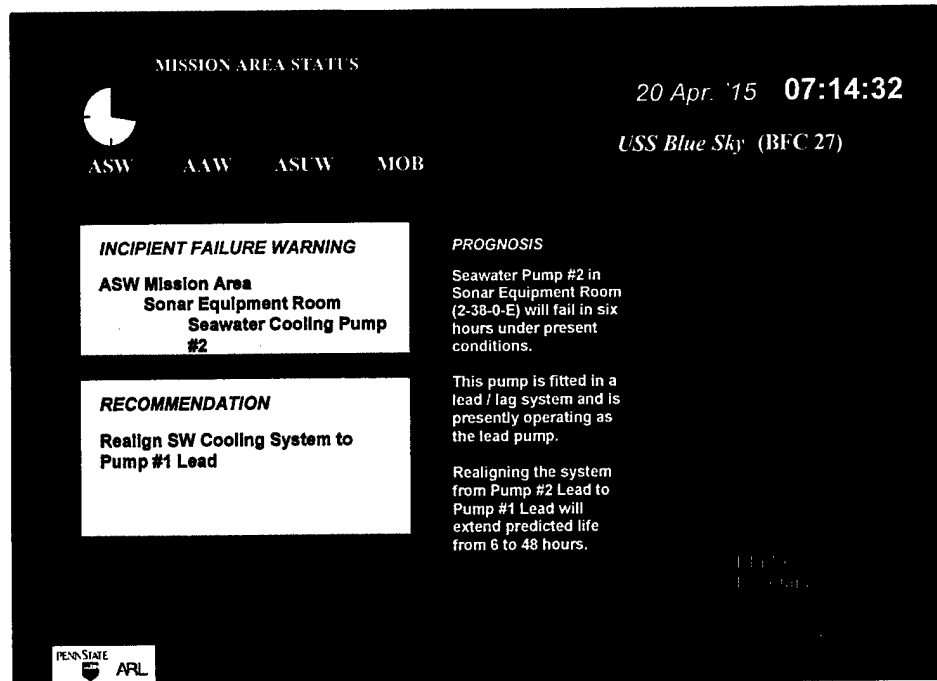 MISSION AREA STATUS
20 Apr. '15 07:14:32
USS Blue Sky (BFC 27)
ASW AAW ASUW MOB
INCIPIENT FAILURE WARNING
ASW Mission Area
Sonar Equipment Room
Seawater Cooling Pump
#2
RECOMMENDATION
Realign SW Cooling System to
Pump #1 Lead
PROGNOSIS
Seawater Pump #2 in
Sonar Equipment Room
(2-38-0-E) will fail in six
hours under present
conditions.
This pump is fitted in a
lead / lag system and is
presently operating as
the lead pump.
Realigning the system
from Pump #2 Lead to
Pump #1 Lead will
extend predicted life
from 6 to 48 hours.
PENNSTATE
ARL